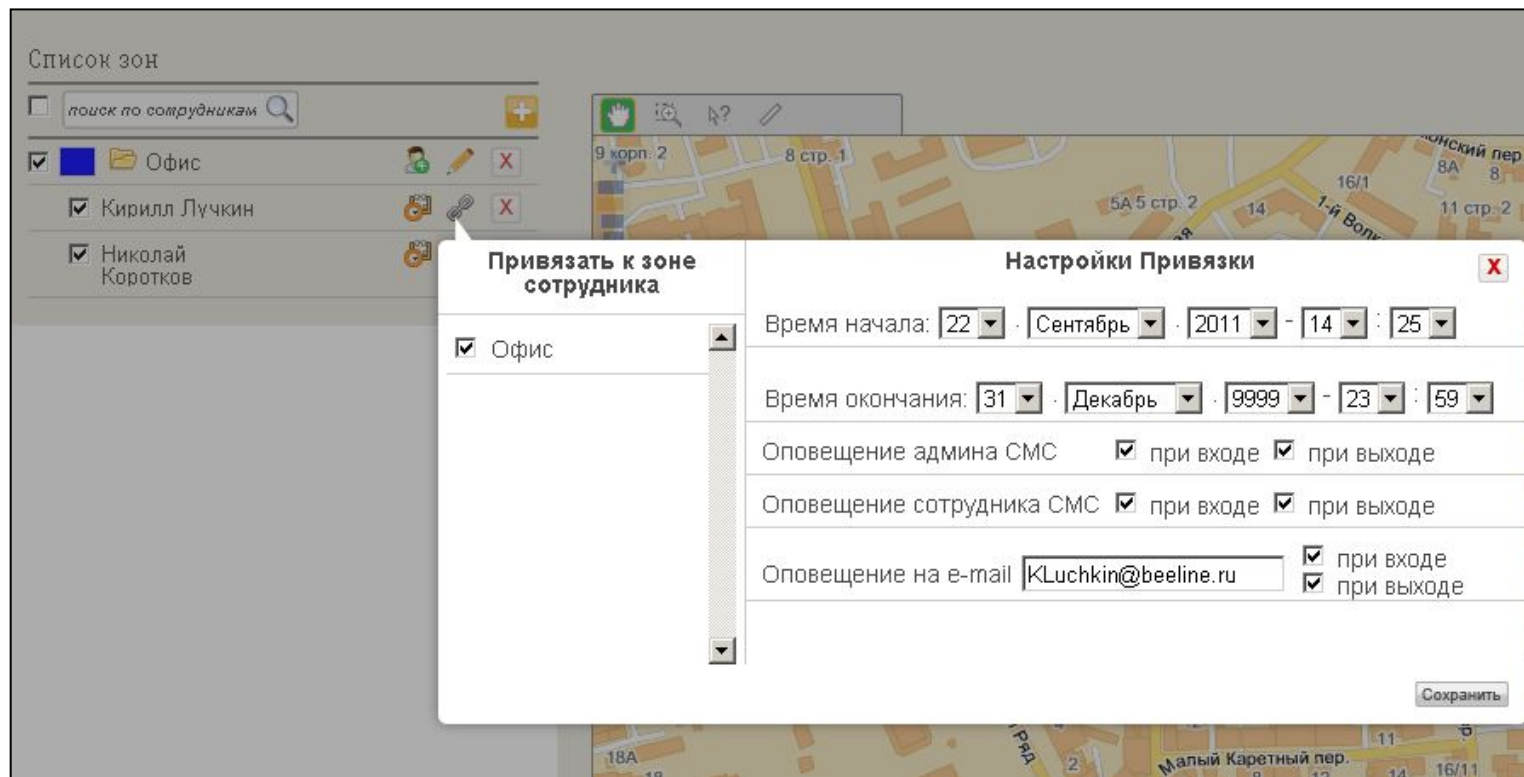 Список зон
поиск по сотрудникам
Офис
X
Кирилл Лучкин
X
Николай
Коротков
9 корп. 2
8 стр. 1
5А 5 стр. 2
14
16/1
8А
8
11 стр. 2
Привязать к зоне
сотрудника
Офис
Настройки Привязки
X
Время начала: 22 . Сентябрь . 2011 - 14 : 25
Время окончания: 31 . Декабрь . 9999 - 23 : 59
Оповещение админа СМС при входе при выходе
Оповещение сотрудника СМС при входе при выходе
Оповещение на e-mail KLuchkin@beeline.ru при входе
при выходе
Сохранить
18А
Ряд
2
Малый Каретный пер.
11
16/11